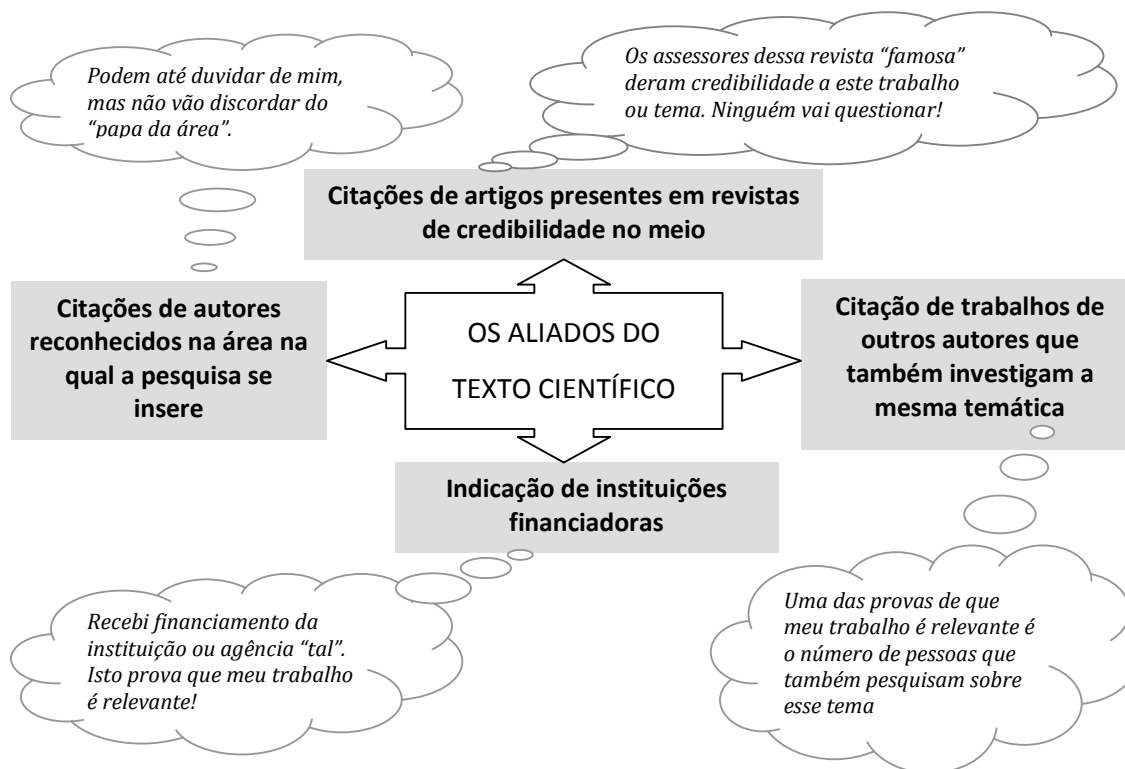 Podem até duvidar de mim,
mas não vão discordar do
“papa da área”.
Os assessores dessa revista “famosa”
deram credibilidade a este trabalho
ou tema. Ninguém vai questionar!
Citações de artigos presentes em revistas
de credibilidade no meio
Citações de autores
reconhecidos na área na
qual a pesquisa se
insere
OS ALIADOS DO
TEXTO CIENTÍFICO
Citação de trabalhos de
outros autores que
também investigam a
mesma temática
Indicação de instituições
financiadoras
Recebi financiamento da
instituição ou agência “tal”.
Isto prova que meu trabalho
é relevante!
Uma das provas de que
meu trabalho é relevante é
o número de pessoas que
também pesquisam sobre
esse tema